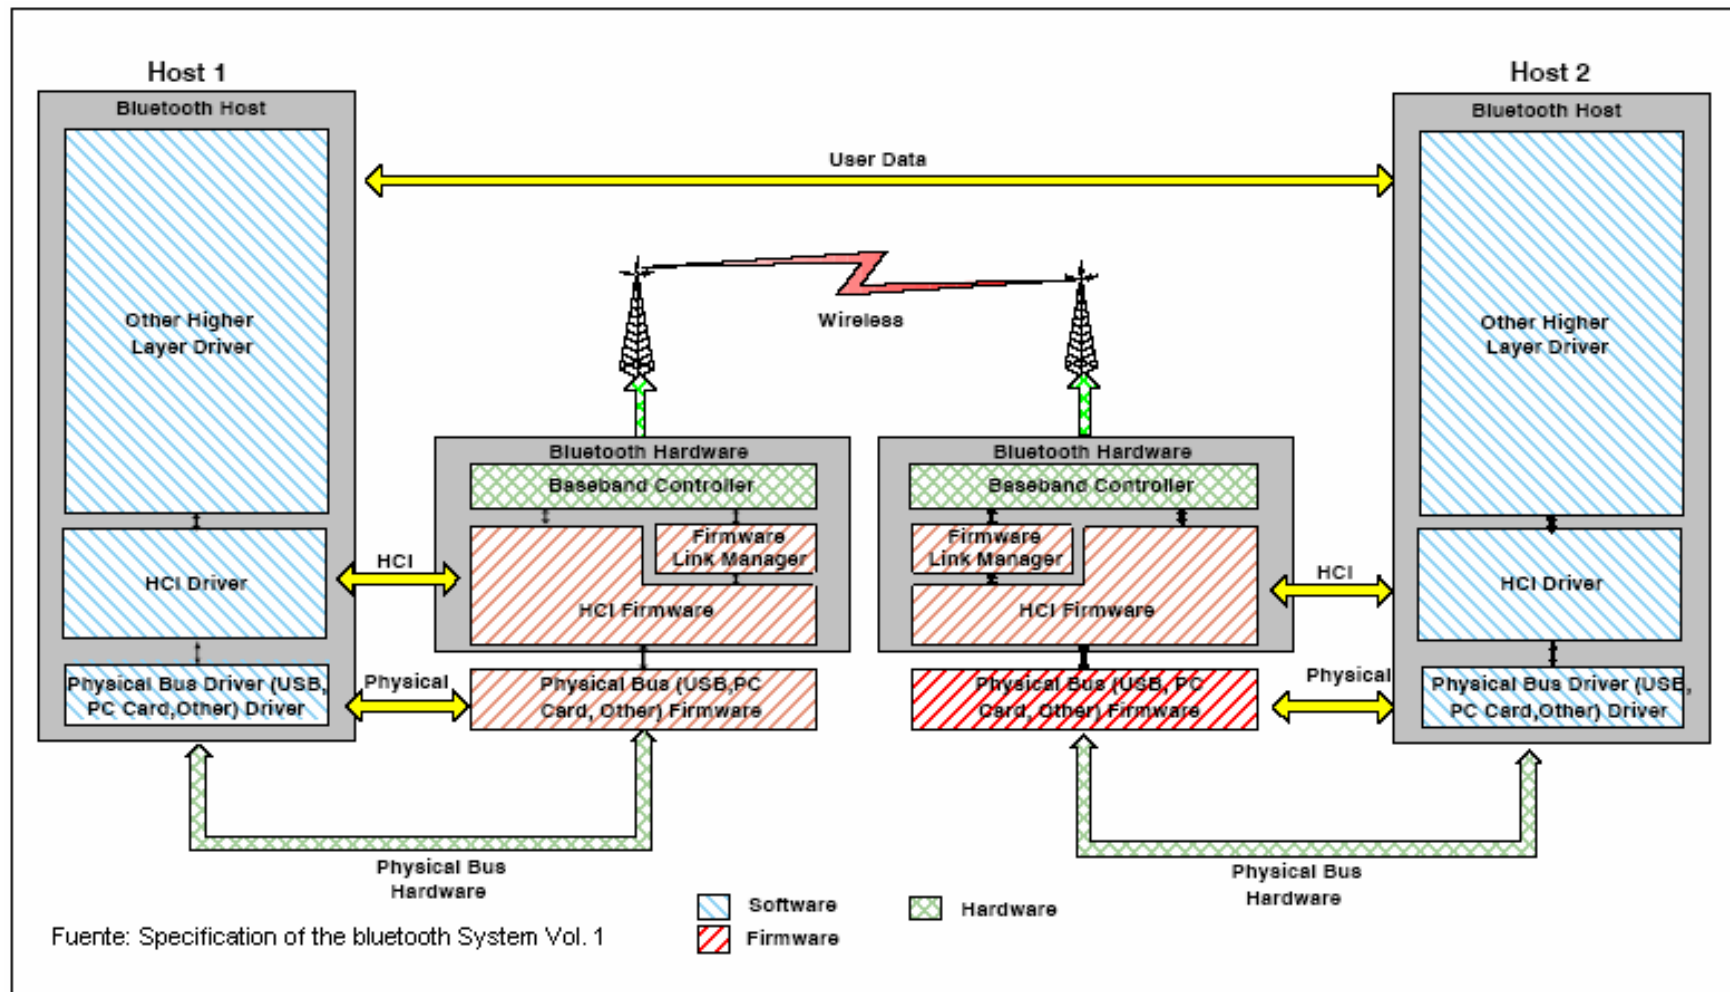 Host 1
Host 2
Bluetooth Host
Bluetooth Host
User Data
Other Higher
Layer Driver
Wireless
Other Higher
Layer Driver
Bluetooth Hardware
Baseband Controller
Bluetooth Hardware
Baseband Controller
Firmware
Link Manager
Firmware
Link Manager
HCI
HCI
HCI Driver
HCI Firmware
HCI Firmware
HCI Driver
Physical Bus Driver (USB,
PC Card,Other) Driver
Physical
Physical Bus (USB,PC
Card, Other) Firmware
Physical Bus (USB, PC
Card, Other) Firmware
Physical
Physical Bus Driver (USB,
PC Card,Other) Driver
Physical Bus
Hardware
Physical Bus
Hardware
Software
Hardware
Firmware
Fuente: Specification of the bluetooth System Vol. 1